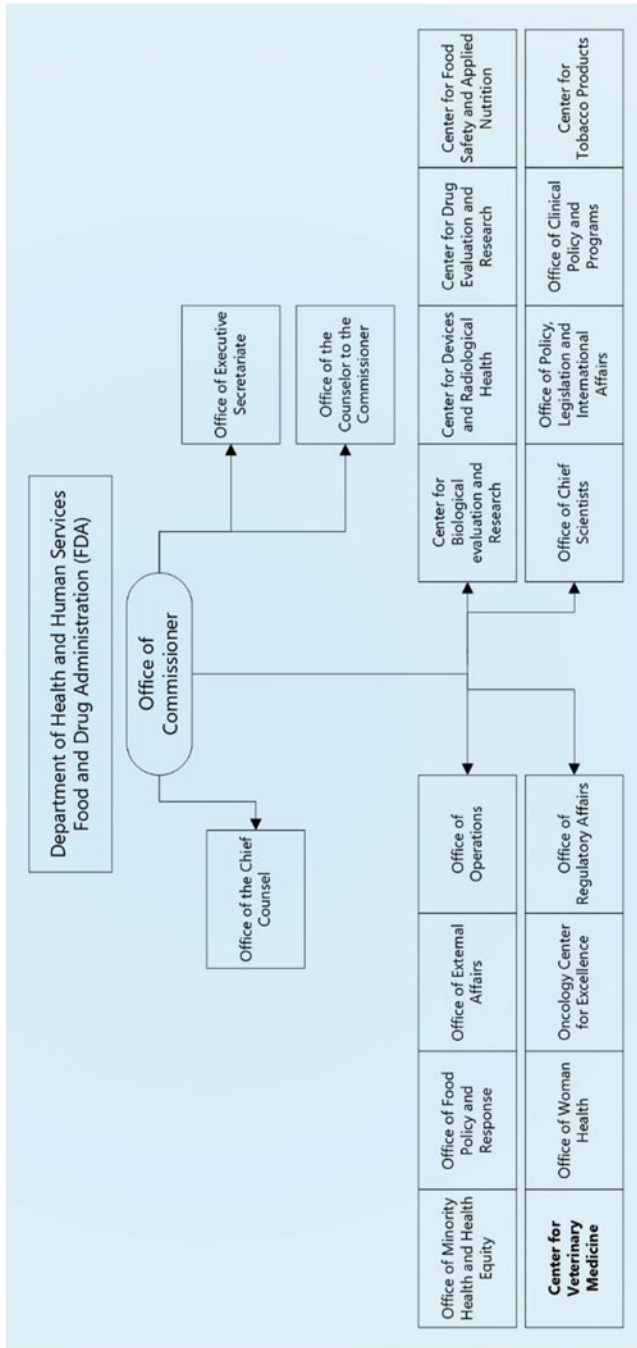 Department of Health and Human Services
Food and Drug Administration (FDA)
Office of
Commissioner
Office of the Chief
Counsel
Office of Executive
Secretariate
Office of the
Counselor to the
Commissioner
Office of Minority
Health and Health
Equity
Office of Food
Policy and
Response
Office of External
Affairs
Office of
Operations
Center for
Biological
evaluation and
Research
Center for Devices
and Radiological
Health
Center for Drug
Evaluation and
Research
Center for Food
Safety and Applied
Nutrition
Center for
Veterinary
Medicine
Office of Woman
Health
Oncology Center
for Excellence
Office of
Regulatory Affairs
Office of Chief
Scientists
Office of Policy,
Legislation and
International
Affairs
Office of Clinical
Policy and
Programs
Center for
Tobacco Products